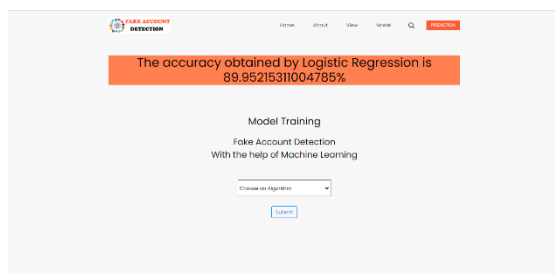 FAKE ACCOUNT
DETECTION
Home About View Model PREDICTION
The accuracy obtained by Logistic Regression is
89.95215311004785%
Model Training
Fake Account Detection
With the help of Machine Learning
Choose an Algorithm
Submit